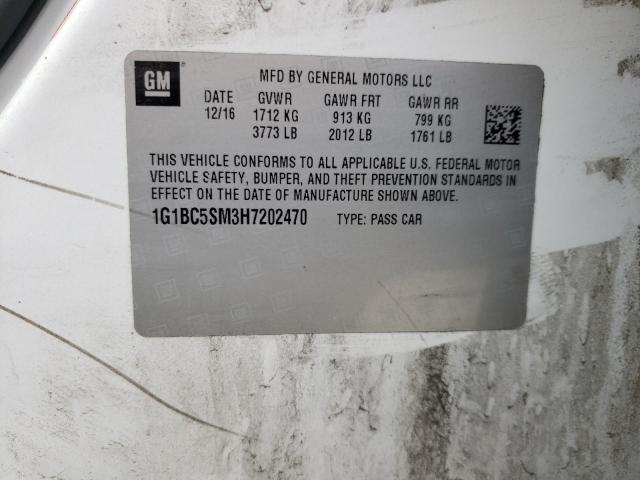 GM
MFD BY GENERAL MOTORS LLC
DATE GVWR GAWR FRT GAWR RR
12/16 1712 KG 913 KG 799 KG
3773 LB 2012 LB 1761 LB
THIS VEHICLE CONFORMS TO ALL APPLICABLE U.S. FEDERAL MOTOR
VEHICLE SAFETY, BUMPER, AND THEFT PREVENTION STANDARDS IN
EFFECT ON THE DATE OF MANUFACTURE SHOWN ABOVE.
1G1BC5SM3H7202470 TYPE: PASS CAR